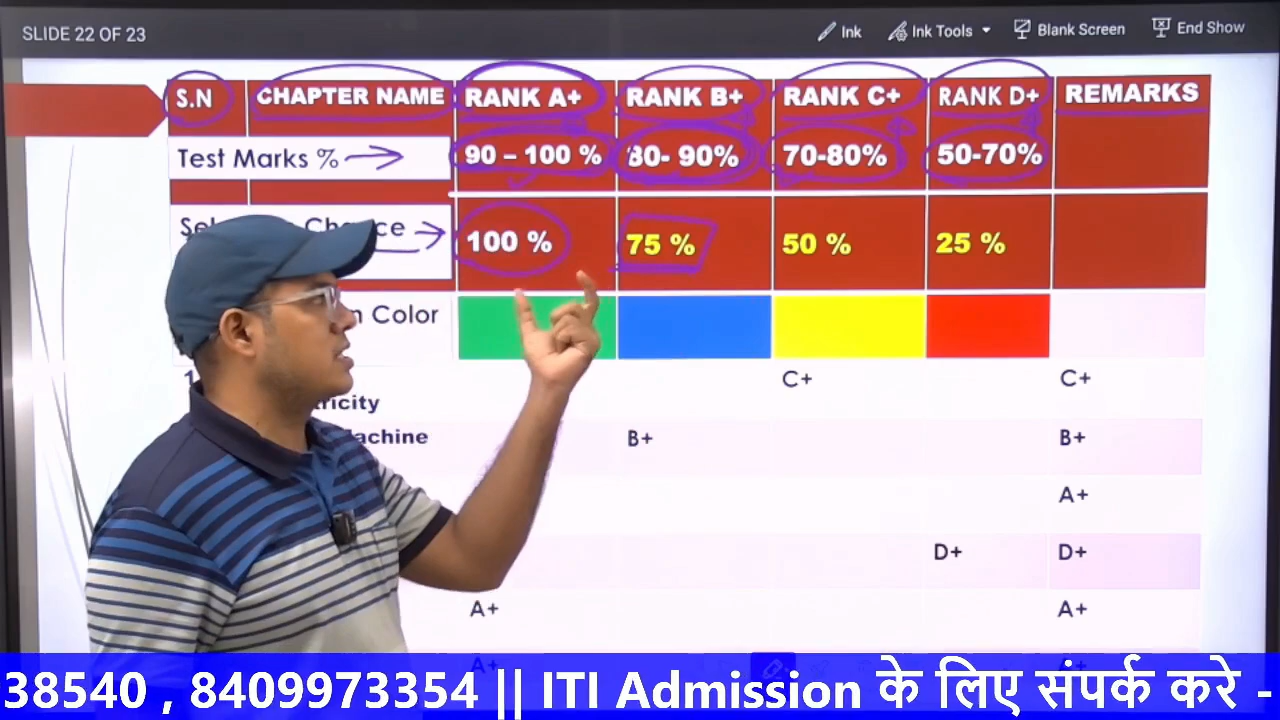 SLIDE 22 OF 23
Ink
Ink Tools
Blank Screen
End Show
S.N CHAPTER NAME RANK A+ RANK B+ RANK C+ RANK D+ REMARKS
Test Marks % 90 – 100 % 80- 90% 70-80% 50-70%
100 % 75 % 50 % 25 %
Color
C+ C+
B+ B+
A+
D+ D+
A+ A+
A+ A+
38540 , 8409973354 || ITI Admission के लिए संपर्क करे -